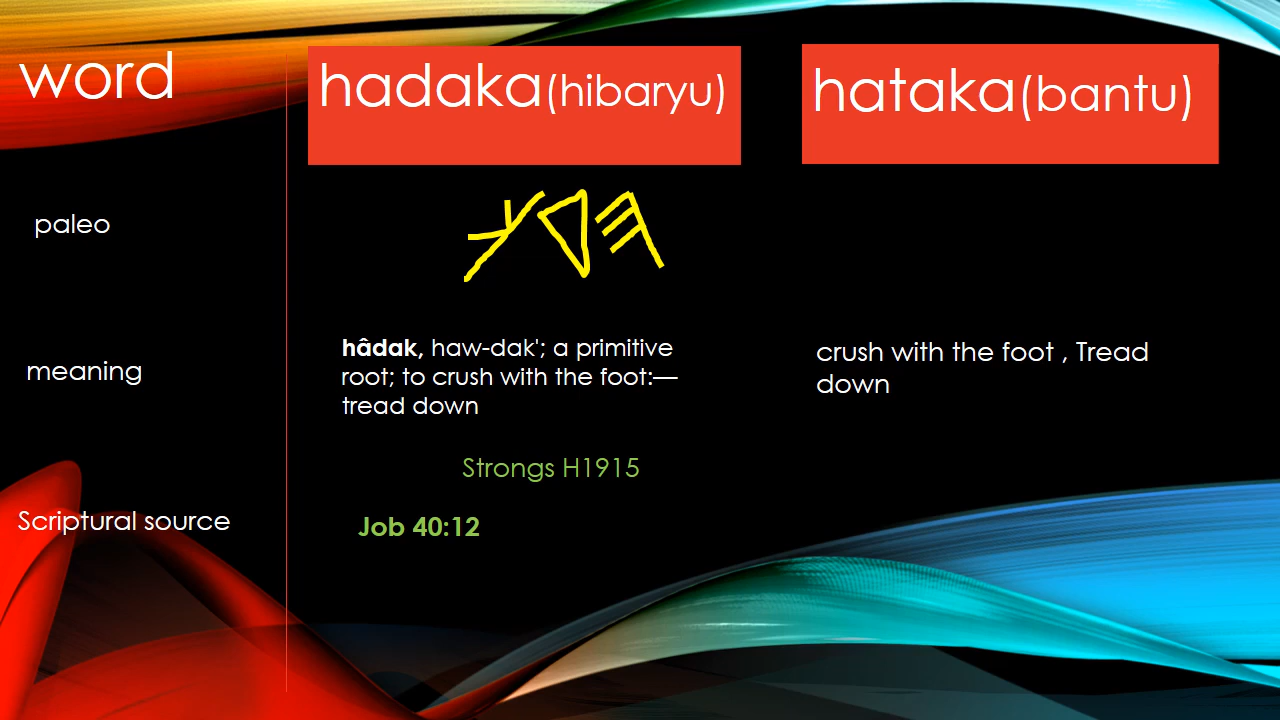 word
hadaka(hibaryu)
hataka(bantu)
paleo
𐤄𐤃𐤊
meaning
hâdak, haw-dak'; a primitive
root; to crush with the foot:—
tread down
crush with the foot , Tread
down
Strongs H1915
Scriptural source
Job 40:12